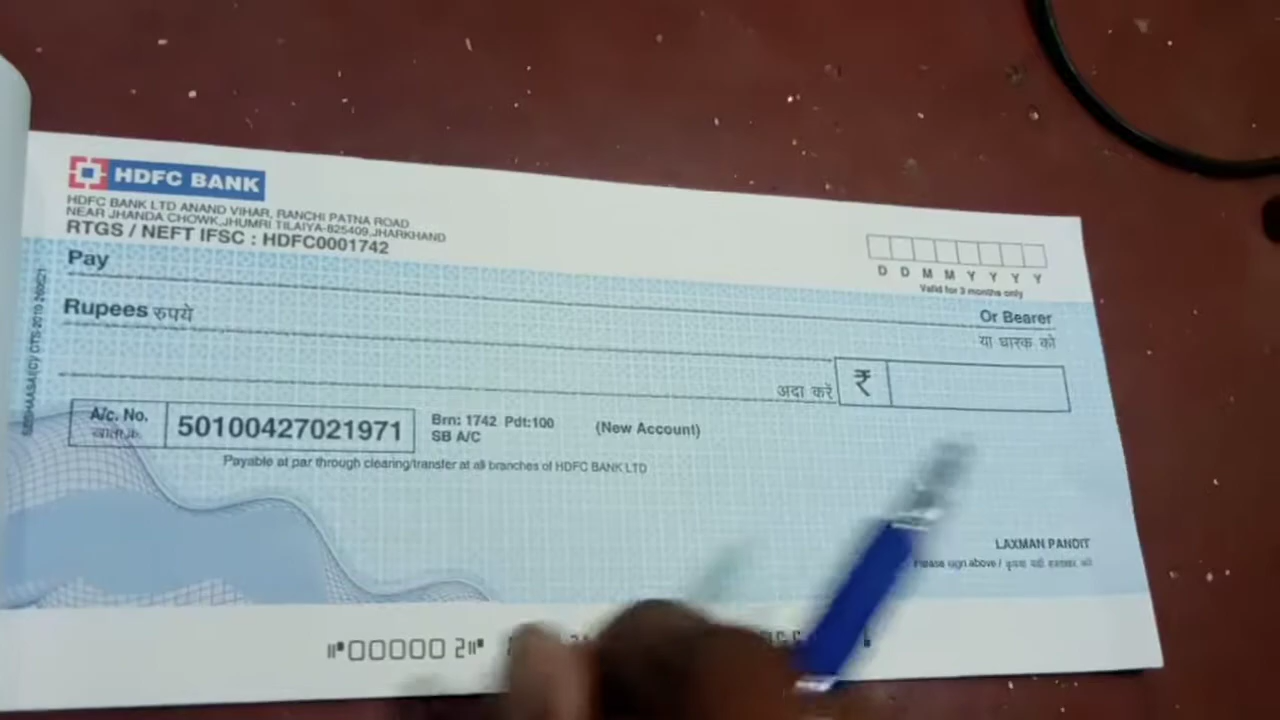 HDFC BANK
HDFC BANK LTD ANAND VIHAR, RANCHI PATNA ROAD
NEAR JHANDA CHOWK,JHUMRI TILAIYA-825409,JHARKHAND
RTGS / NEFT IFSC : HDFC0001742
D D M M Y Y Y Y
Valid for 3 months only
Pay
Or Bearer
या धारक को
Rupees रुपये
अदा करें ₹
A/c. No.
50100427021971
Brn: 1742 Pdt:100
SB A/C
(New Account)
Payable at par through clearing/transfer at all branches of HDFC BANK LTD
LAXMAN PANDIT
Please sign above /
⑈000002⑈